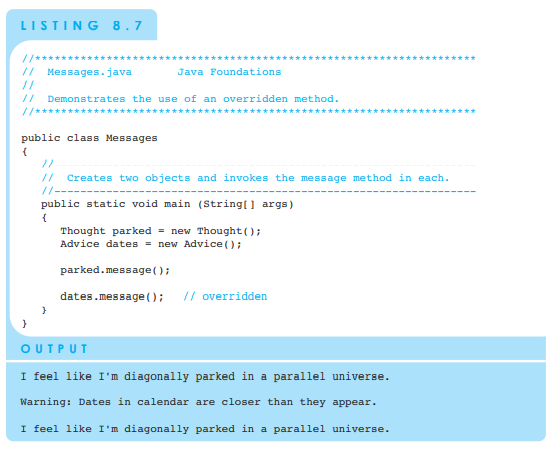 LISTING 8.7
//********************************************************************
//  Messages.java       Java Foundations
//
//  Demonstrates the use of an overridden method.
//********************************************************************
public class Messages
{
//
//  Creates two objects and invokes the message method in each.
//-----------------------------------------------------------------
public static void main (String[] args)
{
Thought parked = new Thought();
Advice dates = new Advice();
parked.message();
dates.message();   // overridden
}
}
OUTPUT
I feel like I'm diagonally parked in a parallel universe.
Warning: Dates in calendar are closer than they appear.
I feel like I'm diagonally parked in a parallel universe.